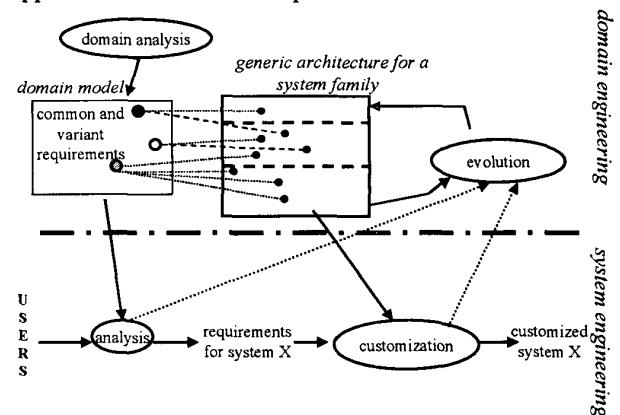 domain analysis
generic architecture for a
system family
domain model
common and
variant
requirements
evolution
domain engineering
USERS
analysis
requirements
for system X
customization
customized
system X
system engineering